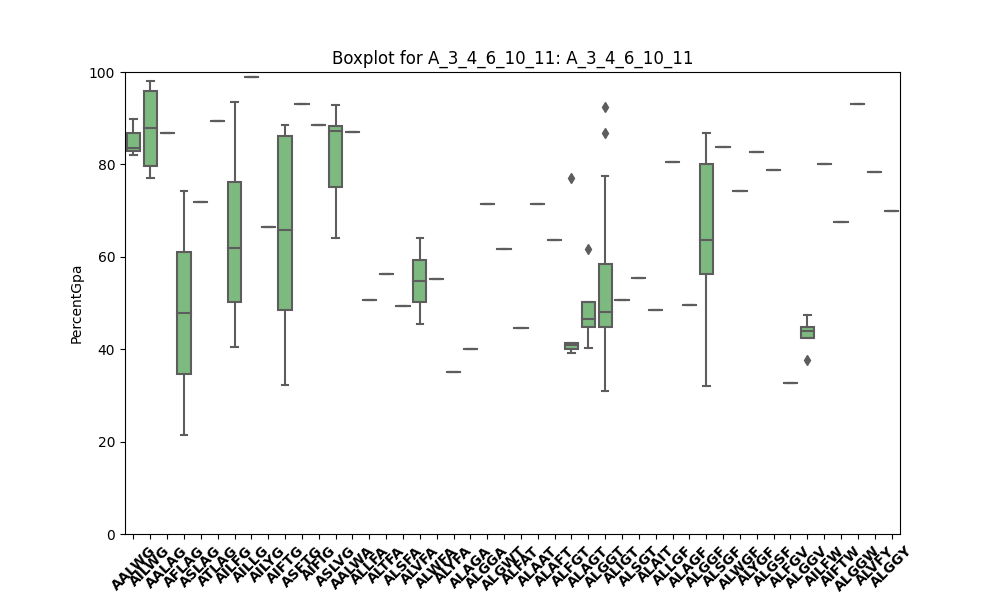 Boxplot for A_3_4_6_10_11: A_3_4_6_10_11
PercentGpa
100
80
60
40
20
0
AALWG
AILWG
AALAG
AFLAG
ASLAG
ATLAG
AILFG
AILLG
AILYG
AIFTG
ASFTG
AIFIG
ASLVG
AALWA
ALLFA
ALTFA
ALSFA
ALVFA
ALWFA
ALYFA
ALAGA
ALGGA
ALGWT
ALFAT
ALAAT
ALAFT
ALFGT
ALAGT
ALGGT
ALIGT
ALSGT
ALAIT
ALLGF
ALAGF
ALGGF
ALSGF
ALWGF
ALYGF
ALGSF
ALFGV
ALGGV
AILFW
AIFTW
ALGGW
ALVFY
ALGGY